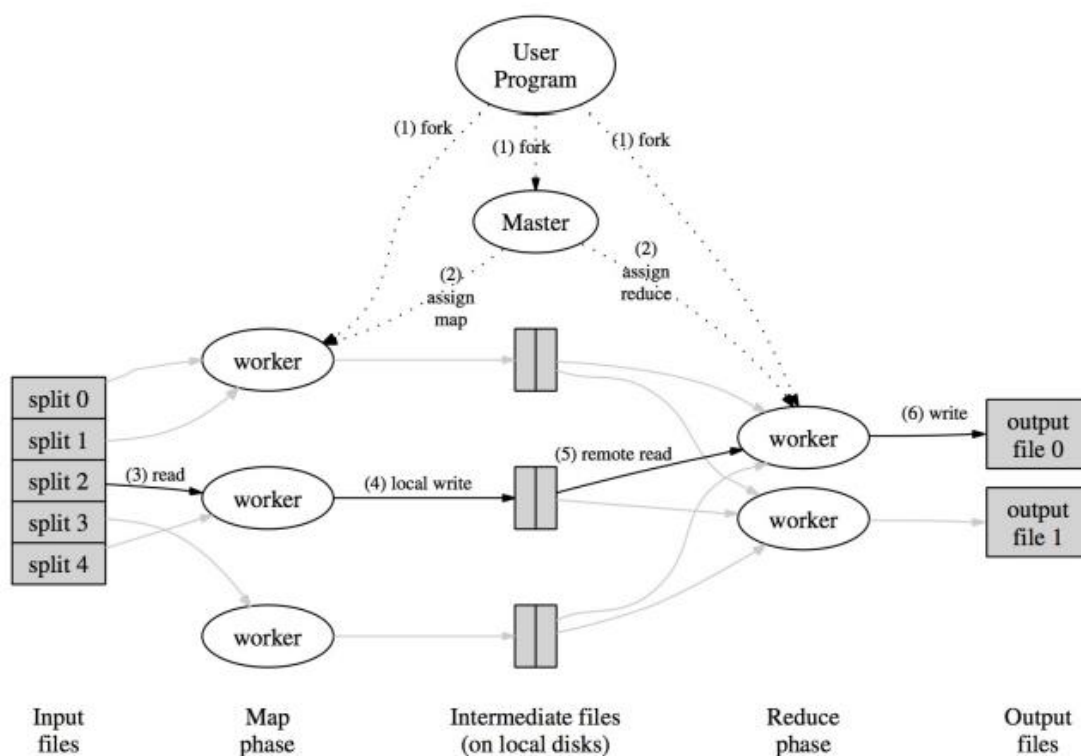 User
Program
(1) fork
(1) fork
(1) fork
Master
(2)
assign
map
(2)
assign
reduce
split 0
split 1
split 2
split 3
split 4
worker
(3) read
worker
worker
(4) local write
(5) remote read
worker
worker
(6) write
output
file 0
output
file 1
Input
files
Map
phase
Intermediate files
(on local disks)
Reduce
phase
Output
files